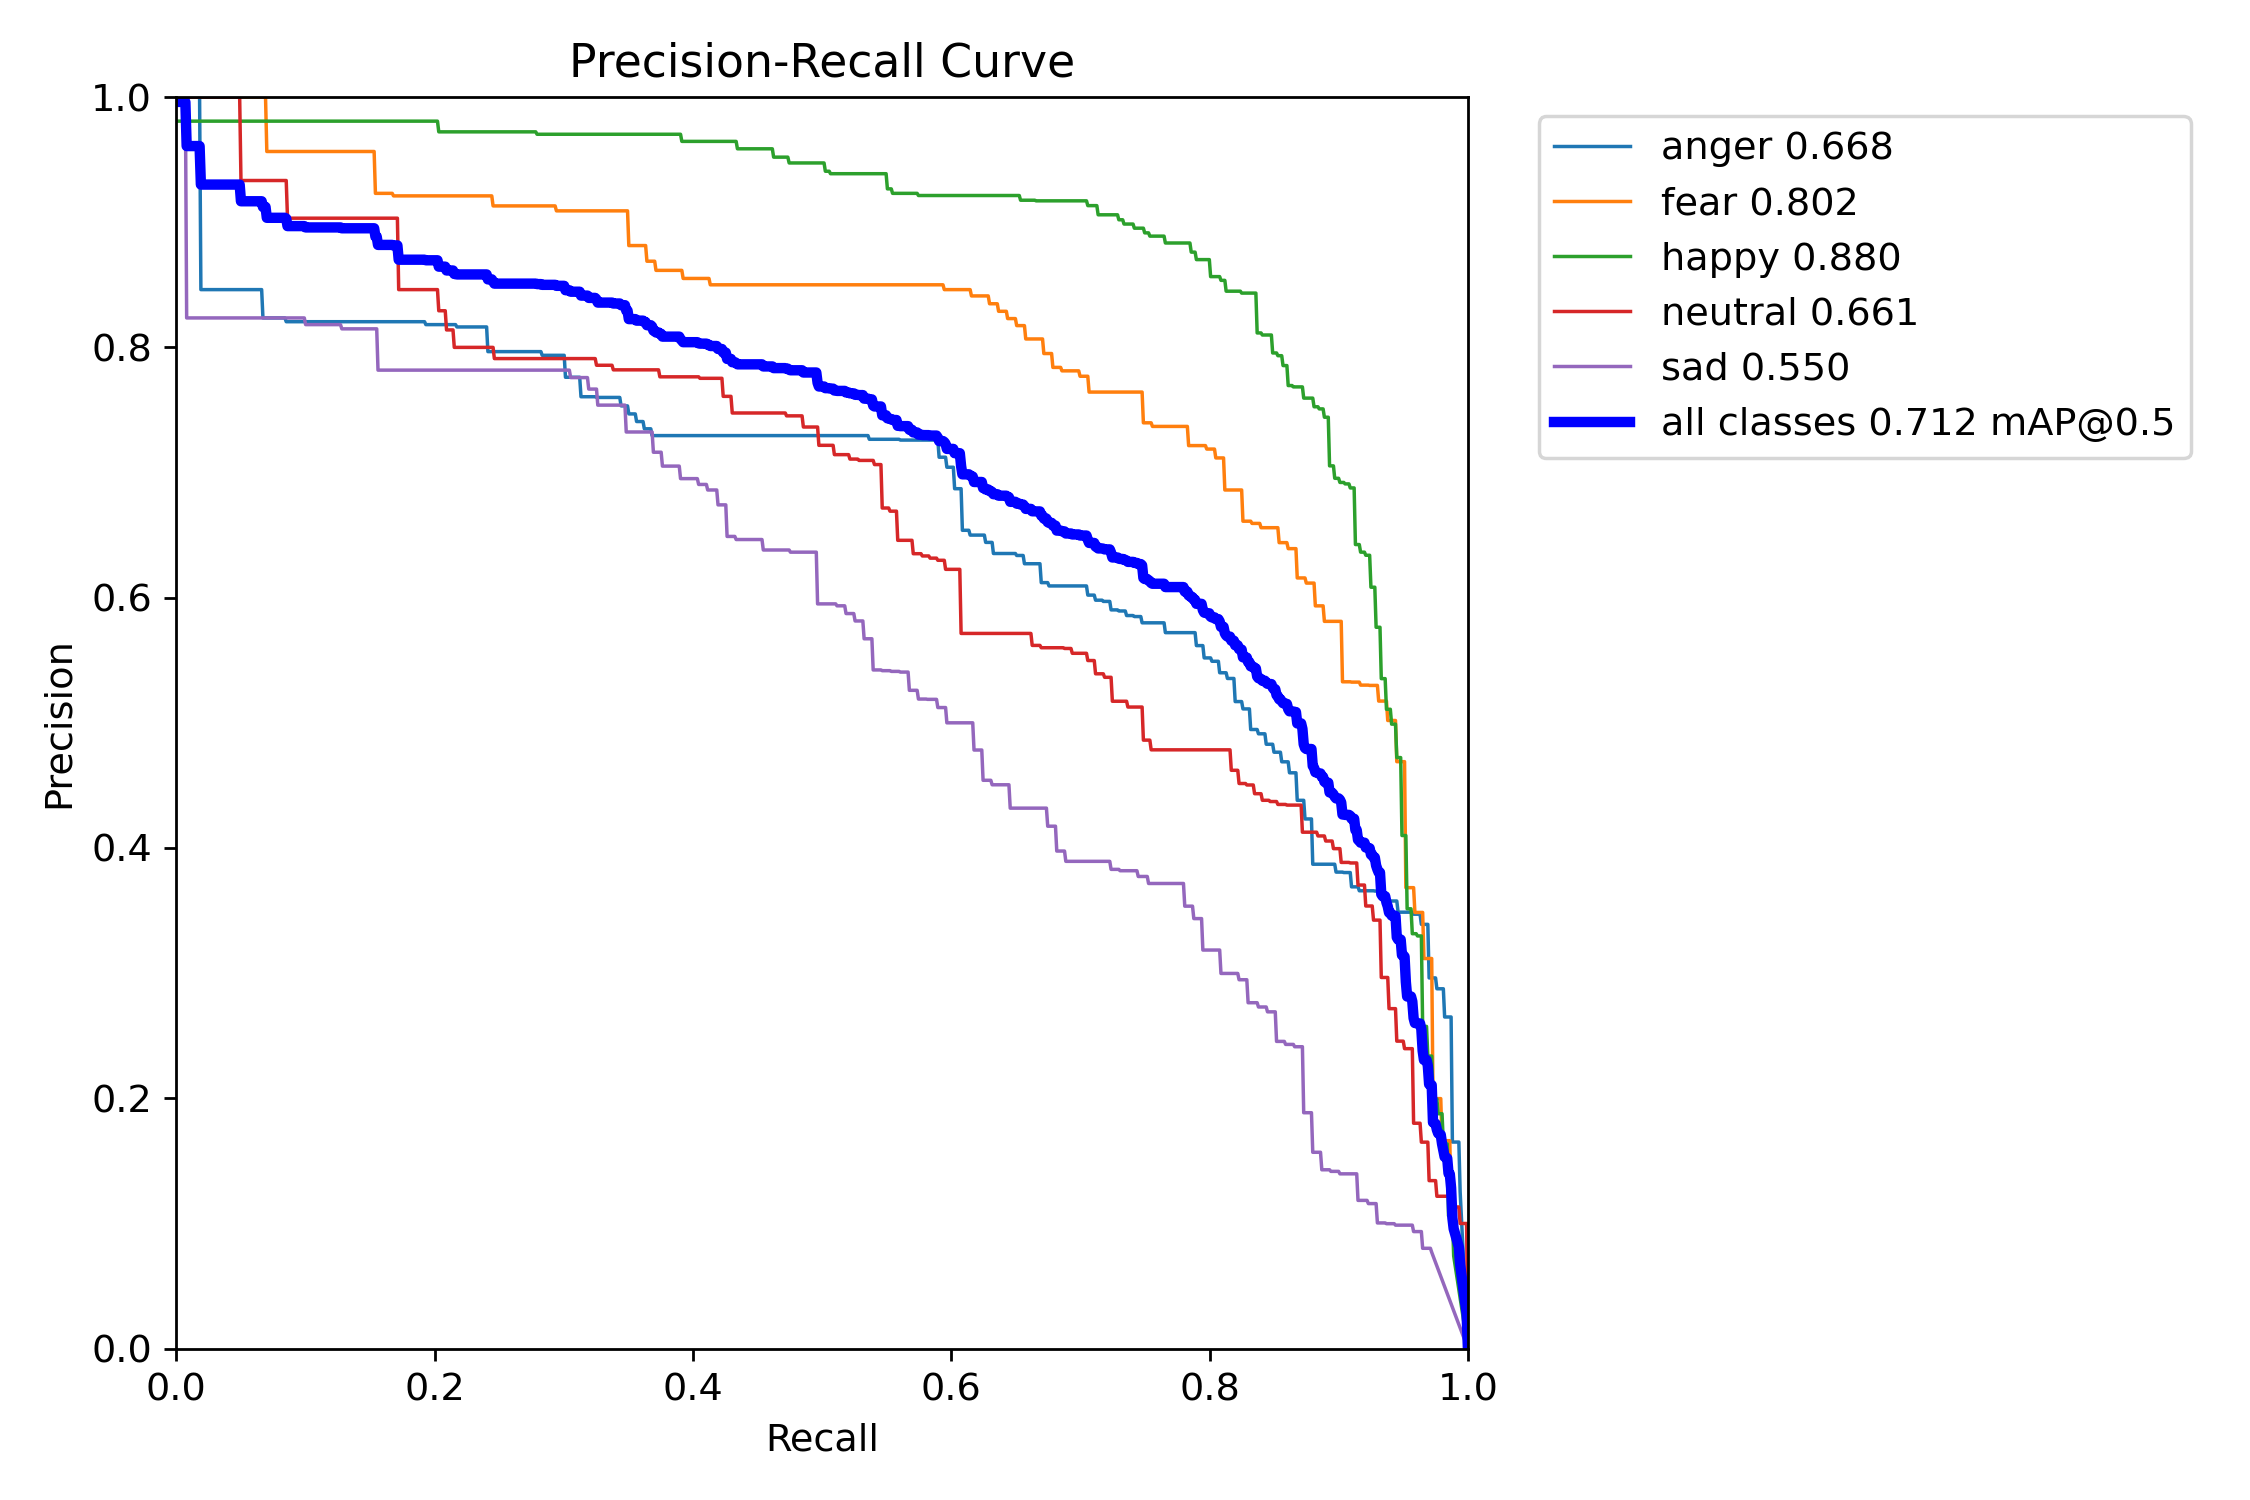 Precision-Recall Curve
1.0
0.8
0.6
0.4
0.2
0.0
Precision
0.0 0.2 0.4 0.6 0.8 1.0
Recall
anger 0.668
fear 0.802
happy 0.880
neutral 0.661
sad 0.550
all classes 0.712 mAP@0.5